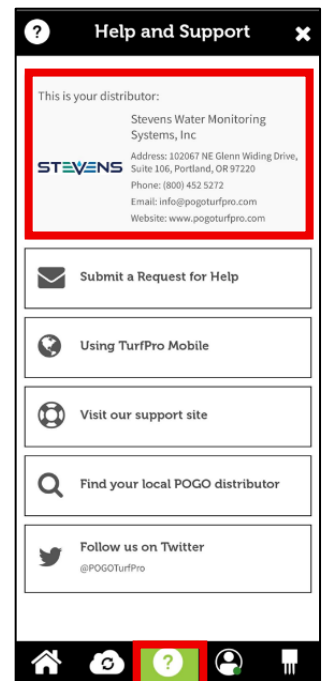 ? Help and Support ×
This is your distributor:
Stevens Water Monitoring
Systems, Inc
STEVENS
Address: 102067 NE Glenn Widing Drive,
Suite 106, Portland, OR 97220
Phone: (800) 452 5272
Email: info@pogoturfpro.com
Website: www.pogoturfpro.com
Submit a Request for Help
Using TurfPro Mobile
Visit our support site
Find your local POGO distributor
Follow us on Twitter
@POGOTurfPro
?